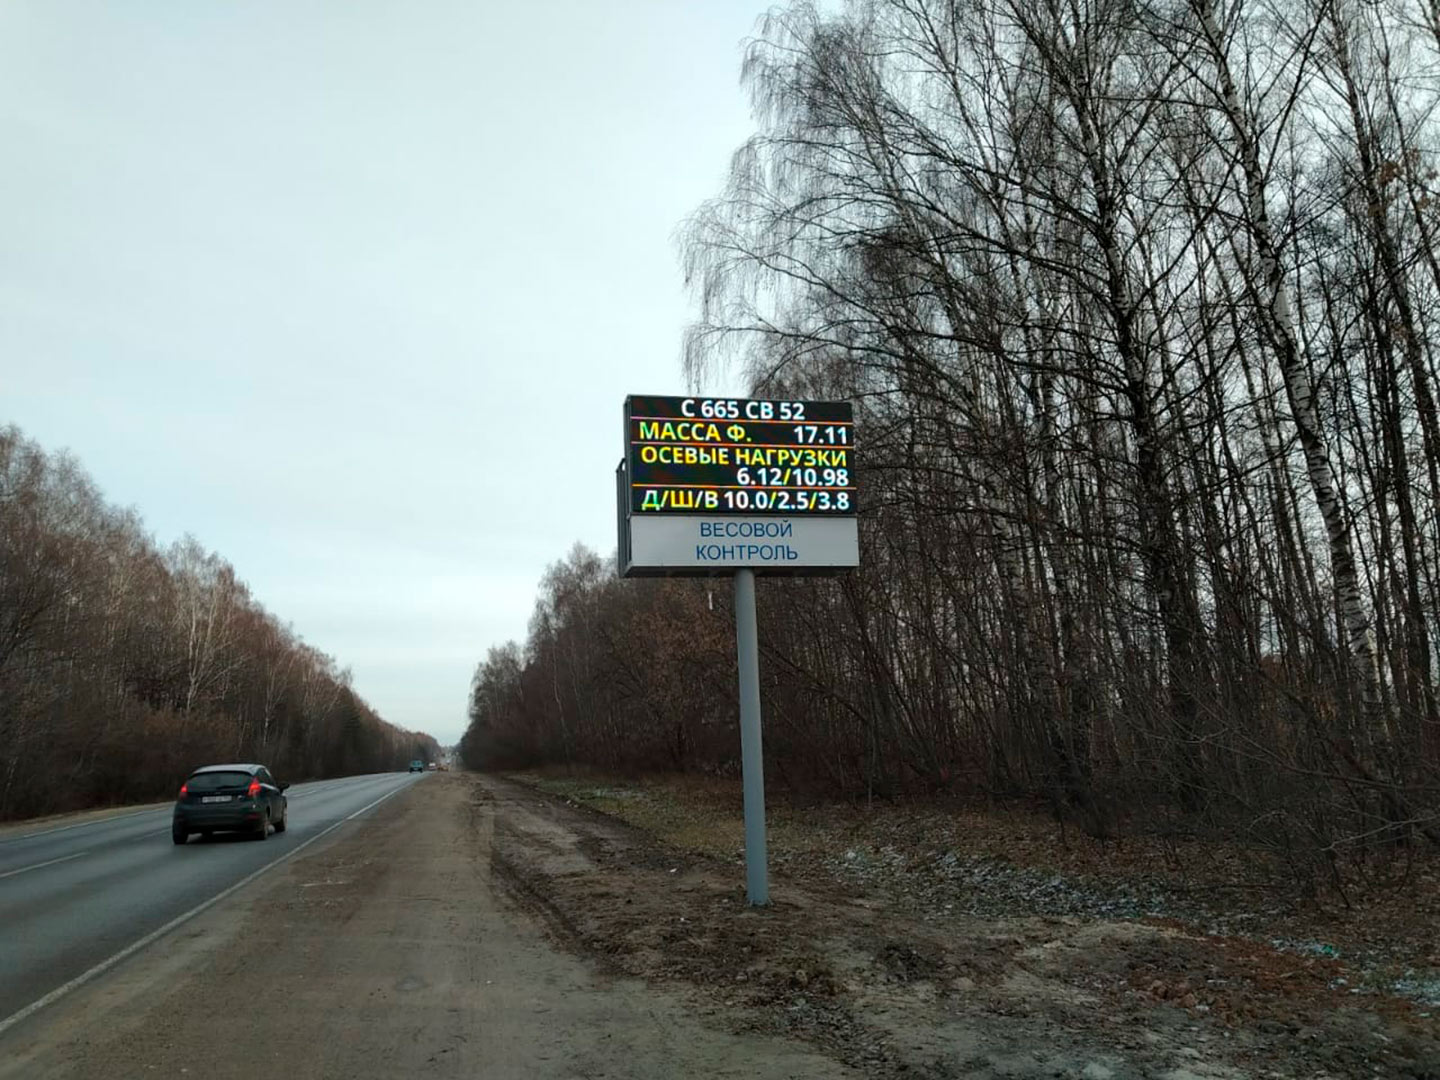 С 665 СВ 52
МАССА Ф. 17.11
ОСЕВЫЕ НАГРУЗКИ
6.12/10.98
Д/Ш/В 10.0/2.5/3.8
ВЕСОВОЙ
КОНТРОЛЬ